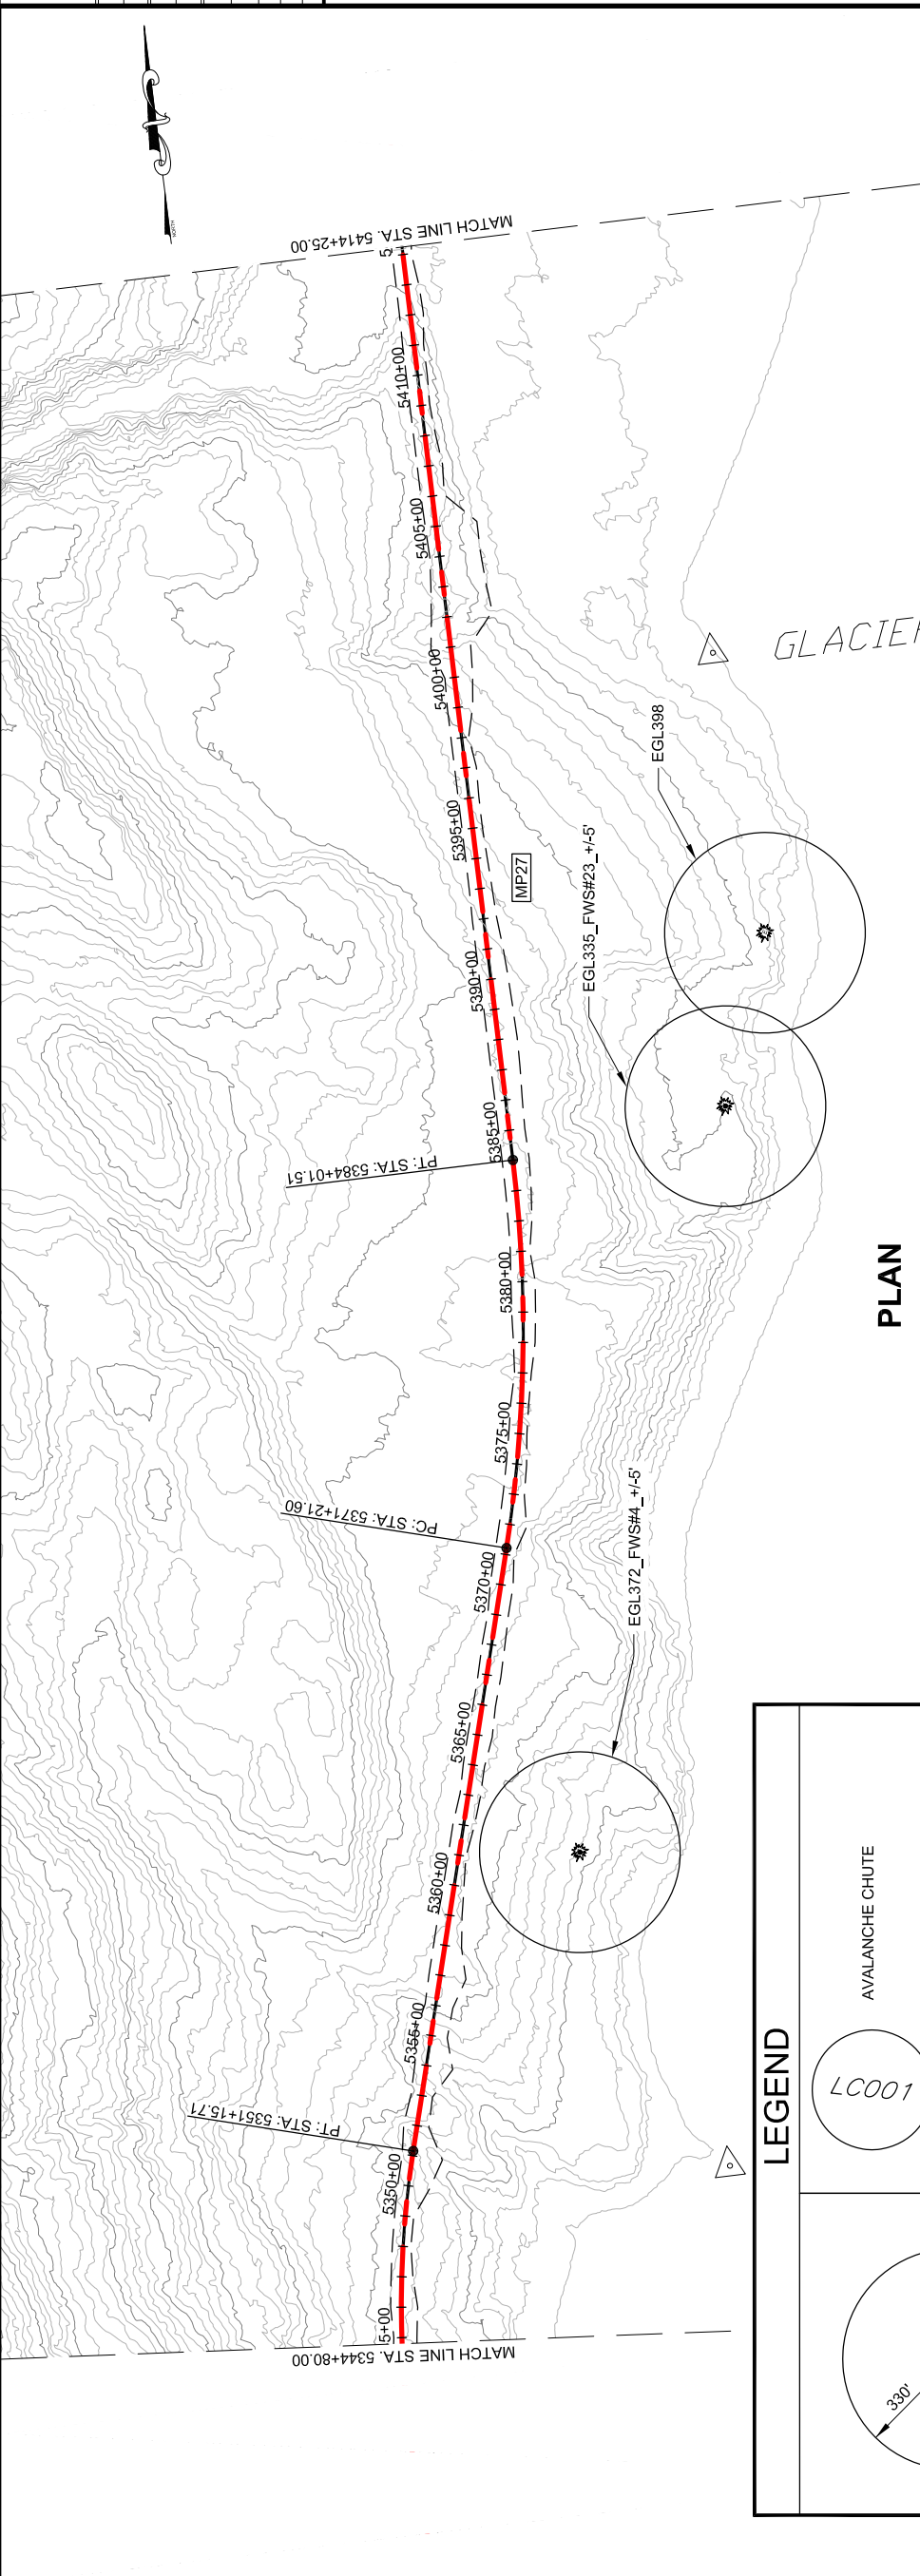 NORTH
MATCH LINE STA. 5414+25.00
5410+00
5405+00
5400+00
GLACIER
EGL398
5395+00
EGL335_FWS#23_+/-5'
MP27
5390+00
5385+00
PT: STA: 5384+01.51
5380+00
PLAN
5375+00
PC: STA: 5371+21.60
EGL372_FWS#4_+/-5'
5370+00
5365+00
5360+00
5355+00
PT: STA: 5351+15.71
5350+00
5+00
MATCH LINE STA. 5344+80.00
LEGEND
AVALANCHE CHUTE
LC001
330'